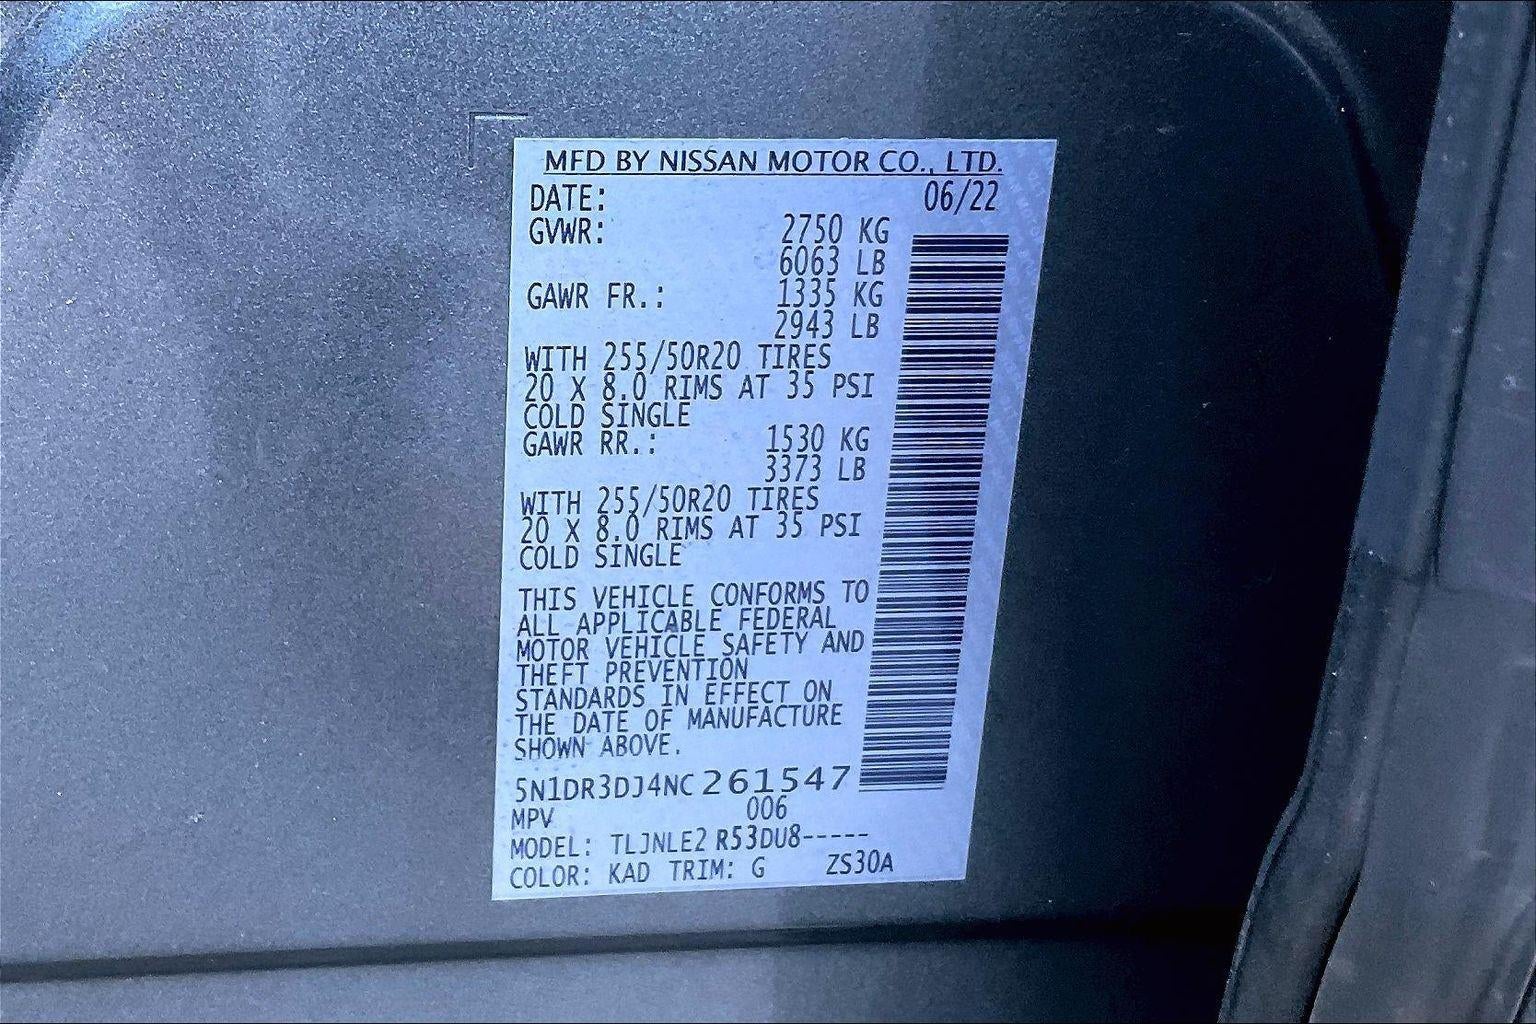 MFD BY NISSAN MOTOR CO., LTD.
DATE: 06/22
GVWR: 2750 KG
6063 LB
GAWR FR.: 1335 KG
2943 LB
WITH 255/50R20 TIRES
20 X 8.0 RIMS AT 35 PSI
COLD SINGLE
GAWR RR.: 1530 KG
3373 LB
WITH 255/50R20 TIRES
20 X 8.0 RIMS AT 35 PSI
COLD SINGLE
THIS VEHICLE CONFORMS TO
ALL APPLICABLE FEDERAL
MOTOR VEHICLE SAFETY AND
THEFT PREVENTION
STANDARDS IN EFFECT ON
THE DATE OF MANUFACTURE
SHOWN ABOVE.
5N1DR3DJ4NC261547
MPV 006
MODEL: TLJNLE2 R53DU8-----
COLOR: KAD TRIM: G ZS30A